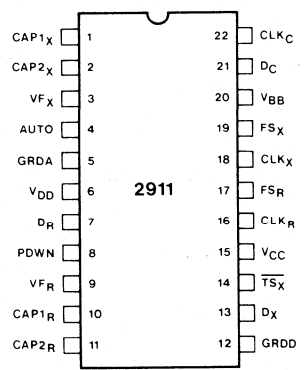 CAP1X 1 22 CLKC
CAP2X 2 21 DC
VFX 3 20 VBB
AUTO 4 19 FSX
GRDA 5 18 CLKX
VDD 6 2911 17 FSR
DR 7 16 CLKR
PDWN 8 15 VCC
VFR 9 14 T̅S̅X̅
CAP1R 10 13 DX
CAP2R 11 12 GRDD